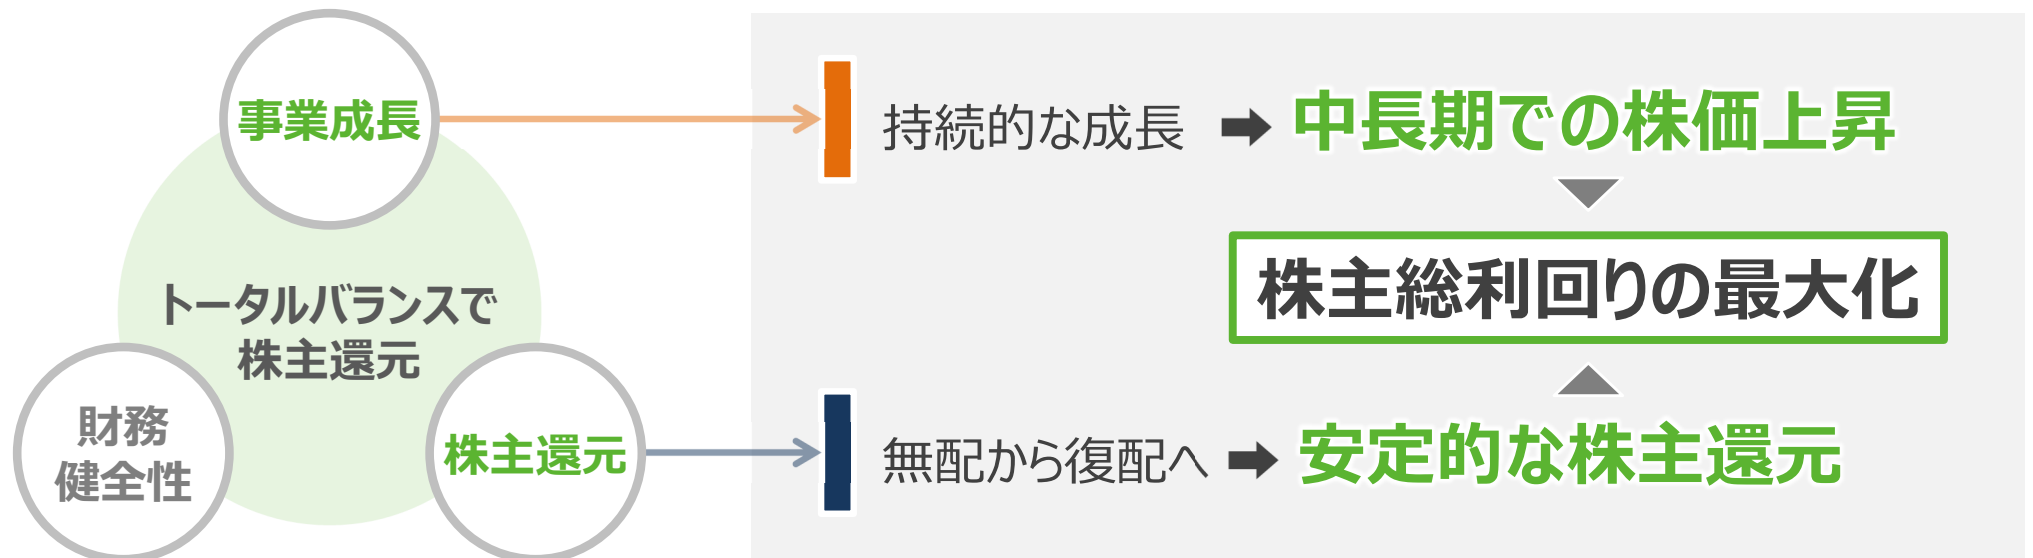 事業成長
トータルバランスで
株主還元
財務
健全性
株主還元
持続的な成長
中長期での株価上昇
株主総利回りの最大化
無配から復配へ
安定的な株主還元